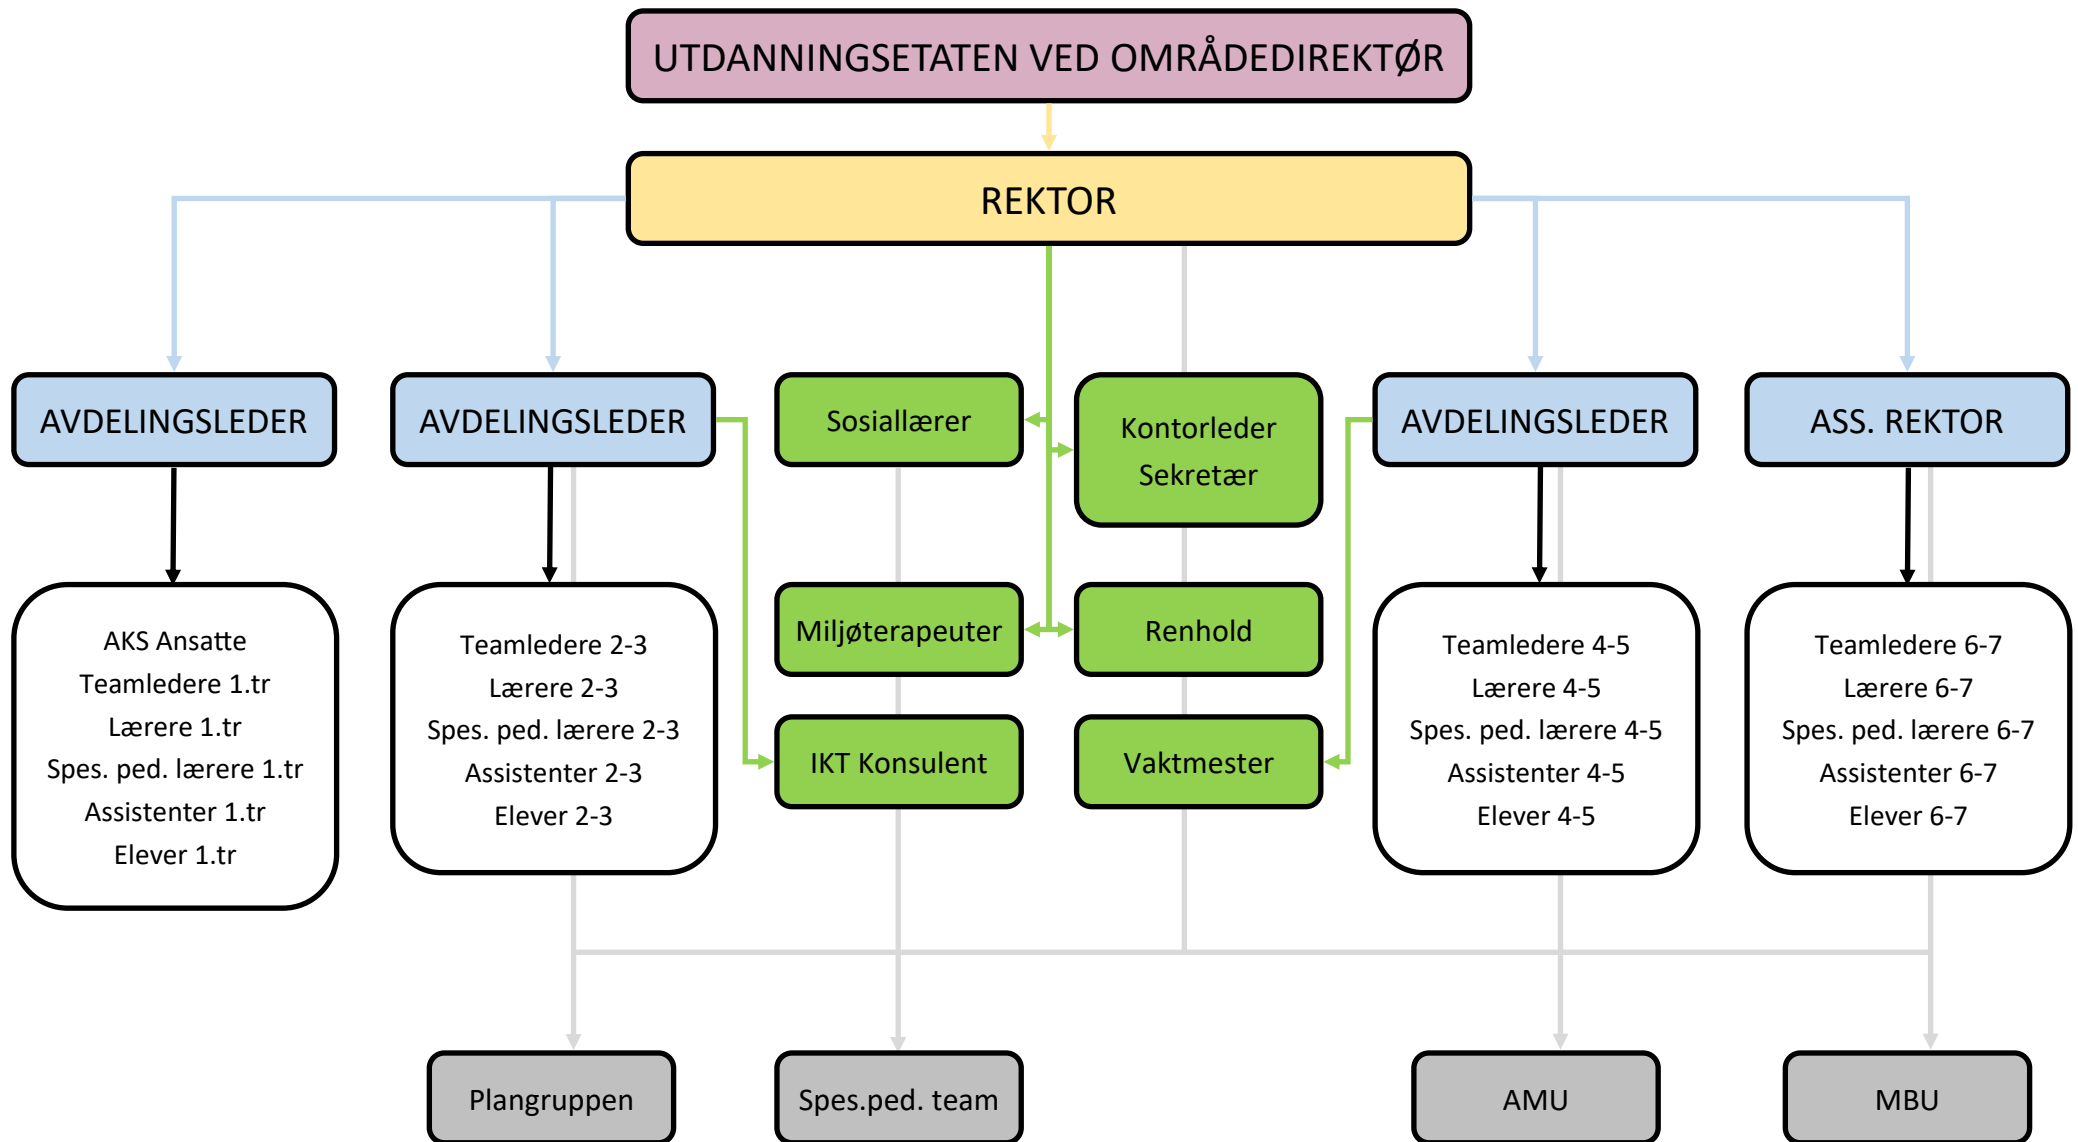 UTDANNINGSETATEN VED OMRÅDEDIREKTØR
REKTOR
AVDELINGSLEDER
AVDELINGSLEDER
Sosiallærer
Kontorleder
Sekretær
AVDELINGSLEDER
ASS. REKTOR
AKS Ansatte
Teamledere 1.tr
Lærere 1.tr
Spes. ped. lærere 1.tr
Assistenter 1.tr
Elever 1.tr
Teamledere 2-3
Lærere 2-3
Spes. ped. lærere 2-3
Assistenter 2-3
Elever 2-3
Miljøterapeuter
Renhold
IKT Konsulent
Vaktmester
Teamledere 4-5
Lærere 4-5
Spes. ped. lærere 4-5
Assistenter 4-5
Elever 4-5
Teamledere 6-7
Lærere 6-7
Spes. ped. lærere 6-7
Assistenter 6-7
Elever 6-7
Plangruppen
Spes.ped. team
AMU
MBU